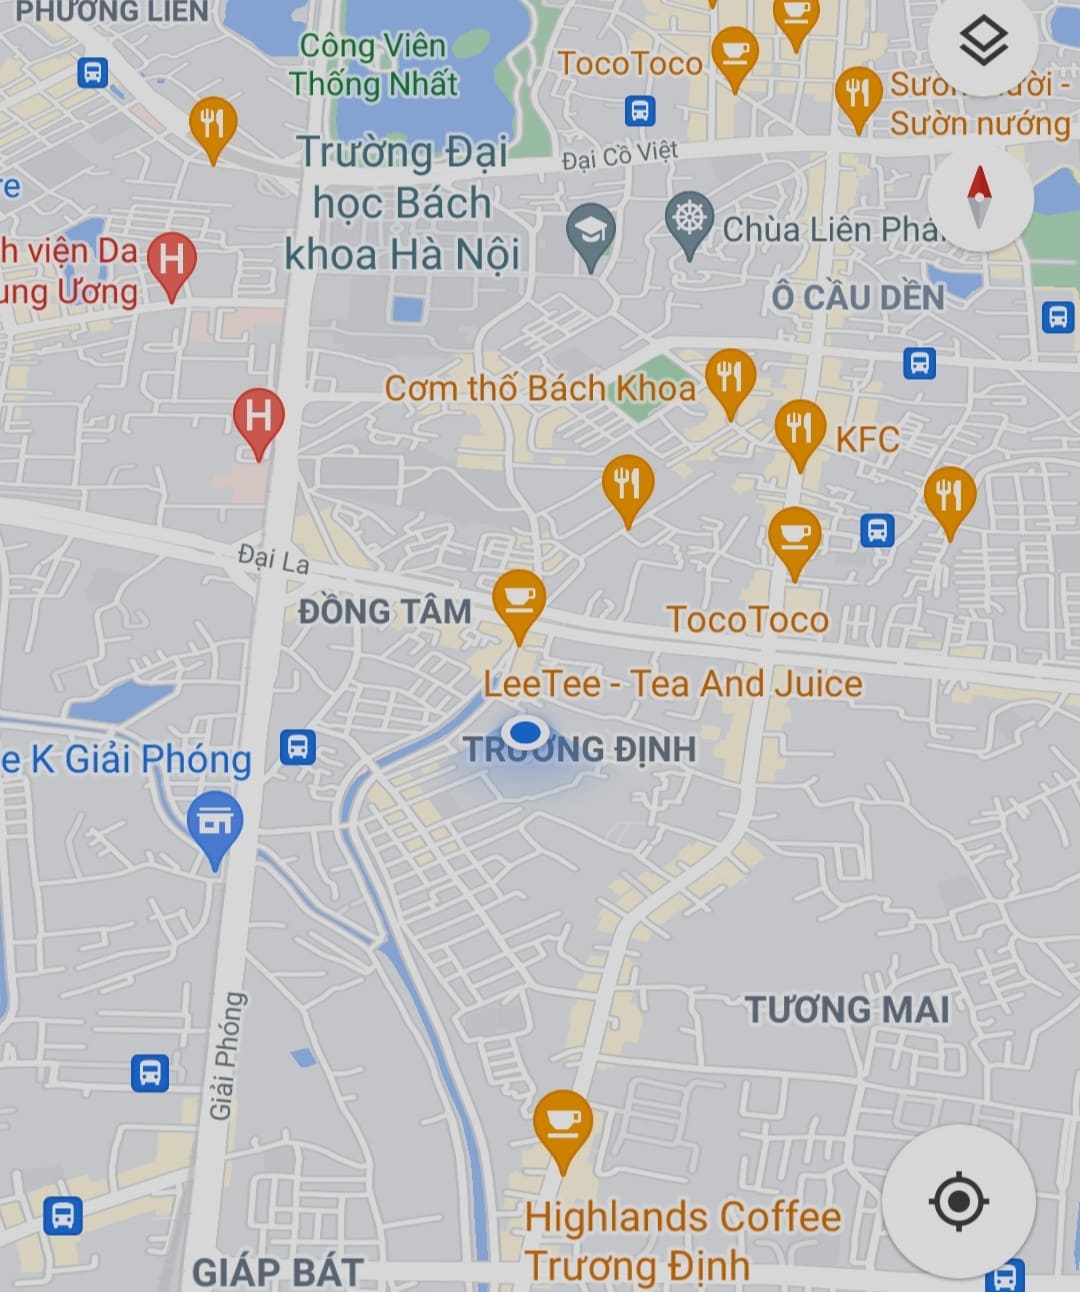 PHƯƠNG LIÊN
Công Viên
Thống Nhất
TocoToco
Sườn nướng
Đại Cồ Việt
Trường Đại
học Bách
khoa Hà Nội
Chùa Liên
viện Da
Ương
Ô CẦU DỀN
H
H
Cơm thố Bách Khoa
KFC
Đại La
ĐỒNG TÂM
TocoToco
LeeTee - Tea And Juice
TRƯƠNG ĐỊNH
e K Giải Phóng
Giải Phóng
TƯƠNG MAI
Highlands Coffee
Trương Định
GIÁP BÁT